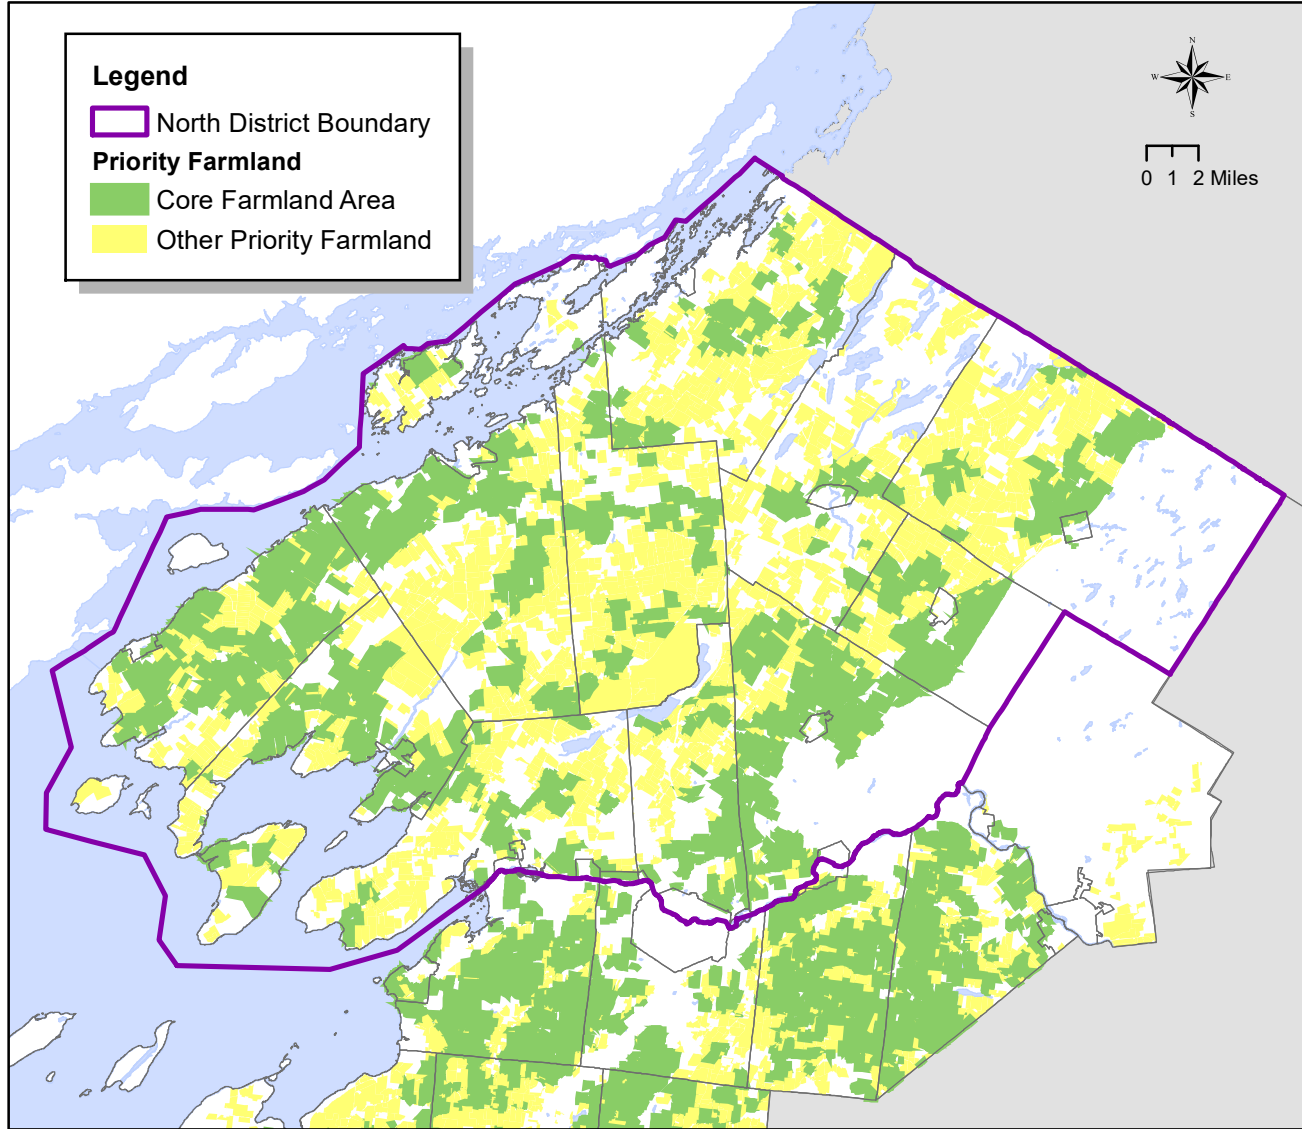 Legend
North District Boundary
Priority Farmland
Core Farmland Area
Other Priority Farmland
N
W E
S
0 1 2 Miles